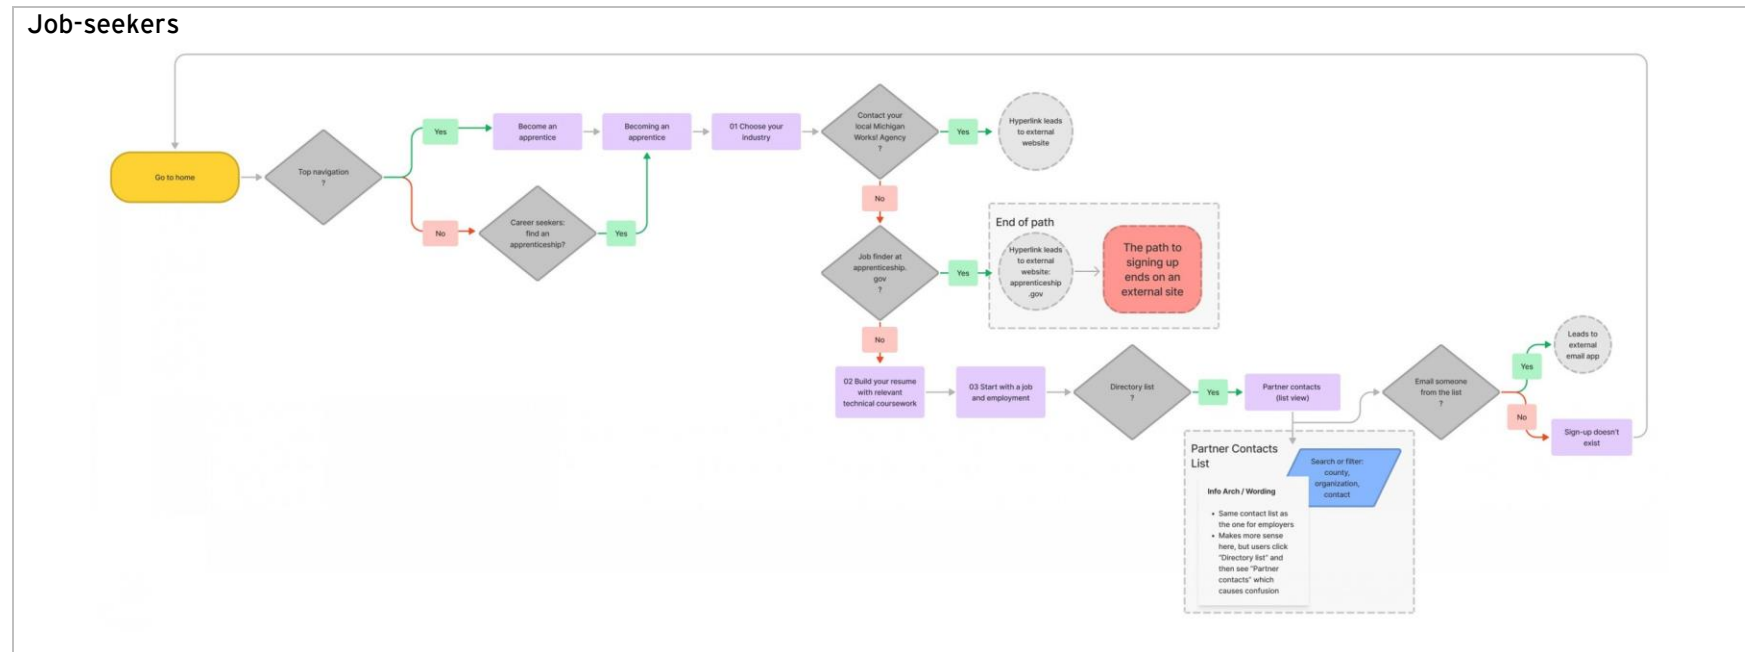 Job-seekers
Go to home
Top navigation
?
Yes
No
Become an
apprentice
Becoming an
apprentice
01 Choose your
industry
Career seekers:
find an
apprenticeship?
Yes
Contact your
local Michigan
Works! Agency
?
Yes
Hyperlink leads
to external
website
No
Job finder at
apprenticeship.
gov
?
Yes
End of path
Hyperlink leads
to external
website:
apprenticeship
.gov
The path to
signing up
ends on an
external site
No
02 Build your resume
with relevant
technical coursework
03 Start with a job
and employment
Directory list
?
Yes
Partner contacts
(list view)
Email someone
from the list
?
Yes
Leads to
external
email app
No
Sign-up doesn't
exist
Partner Contacts
List
Search or filter:
county,
organization,
contact
Info Arch / Wording
• Same contact list as
the one for employers
• Makes more sense
here, but users click
"Directory list" and
then see "Partner
contacts" which
causes confusion